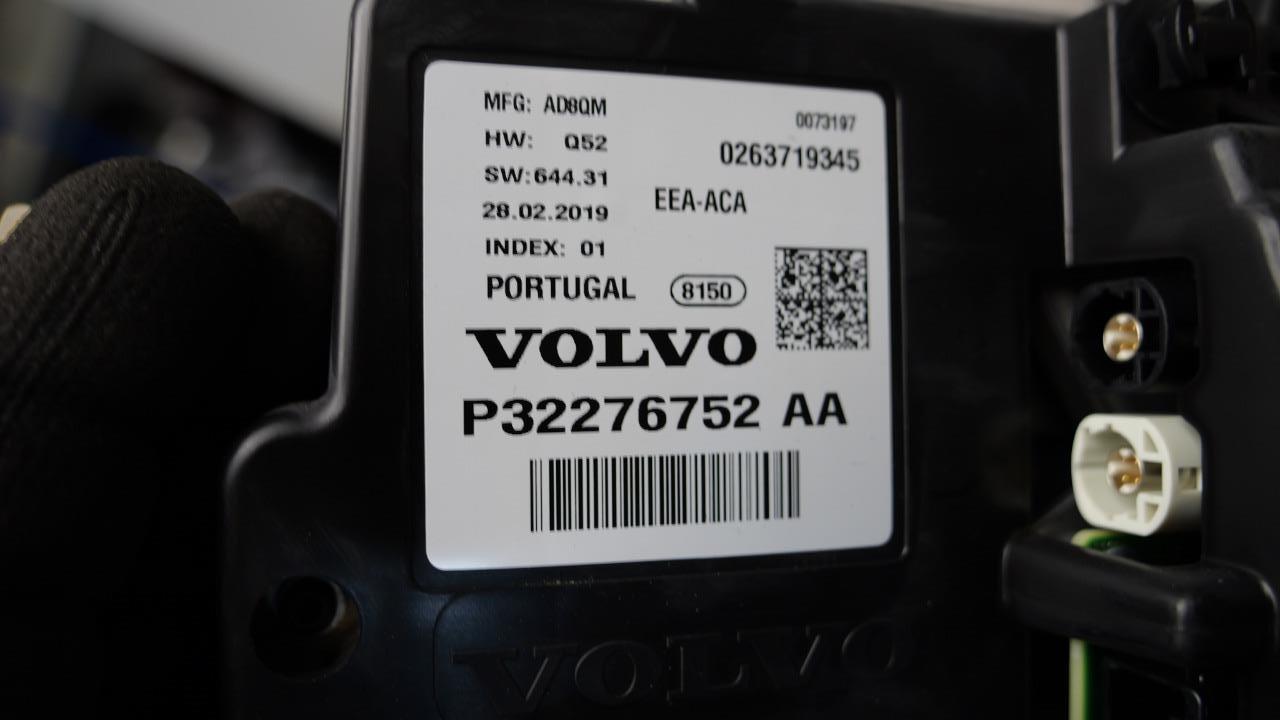 MFG: AD8QM
0073197
HW: Q52
0263719345
SW:644.31
EEA-ACA
28.02.2019
INDEX: 01
PORTUGAL 8150
VOLVO
P32276752 AA
VOLVO